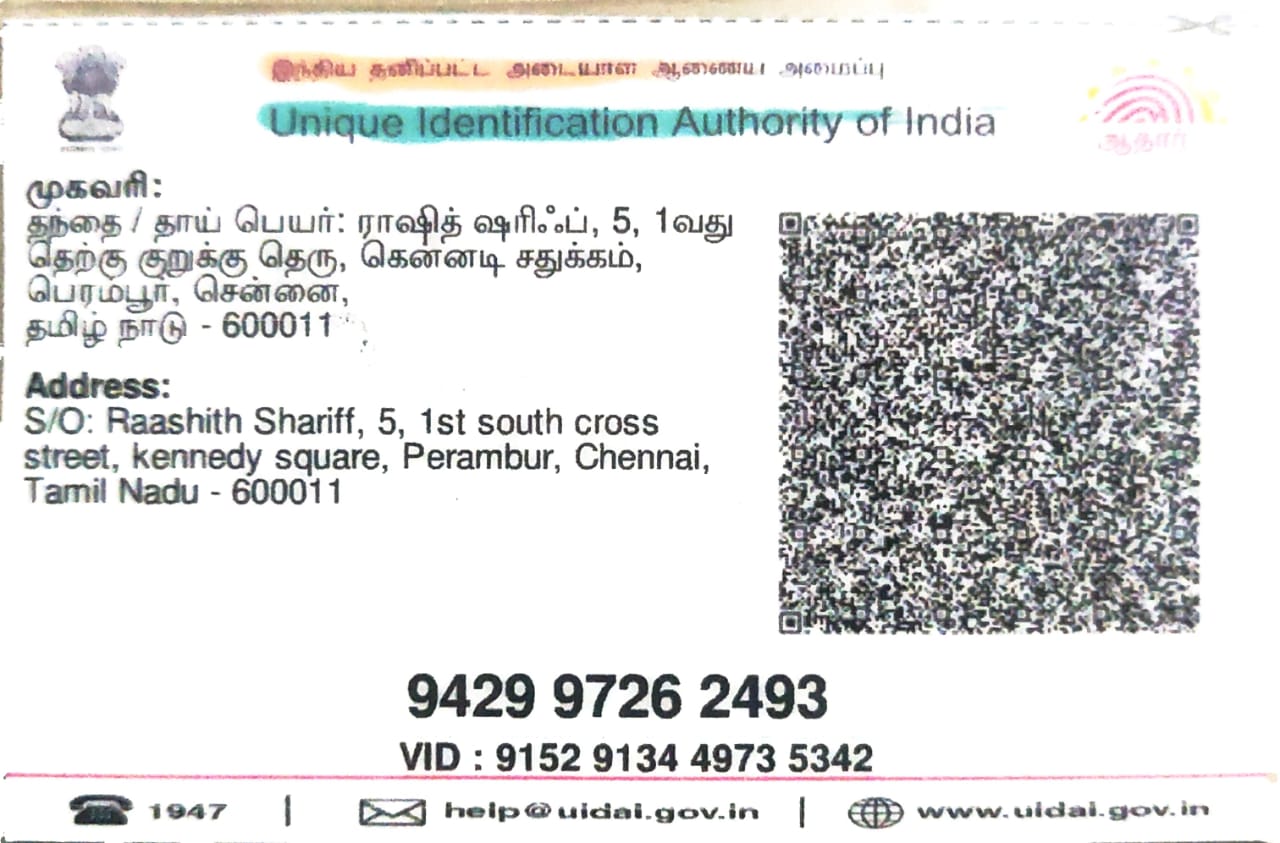 இந்திய தனிப்பட்ட அடையாள ஆணைய அமைப்பு
Unique Identification Authority of India
ஆதார்
முகவரி:
தந்தை / தாய் பெயர்: ராஷித் ஷரிஃப், 5, 1வது
தெற்கு குறுக்கு தெரு, கென்னடி சதுக்கம்,
பெரம்பூர், சென்னை,
தமிழ் நாடு - 600011
Address:
S/O: Raashith Shariff, 5, 1st south cross
street, kennedy square, Perambur, Chennai,
Tamil Nadu - 600011
9429 9726 2493
VID : 9152 9134 4973 5342
1947 | help@uidai.gov.in | www.uidai.gov.in